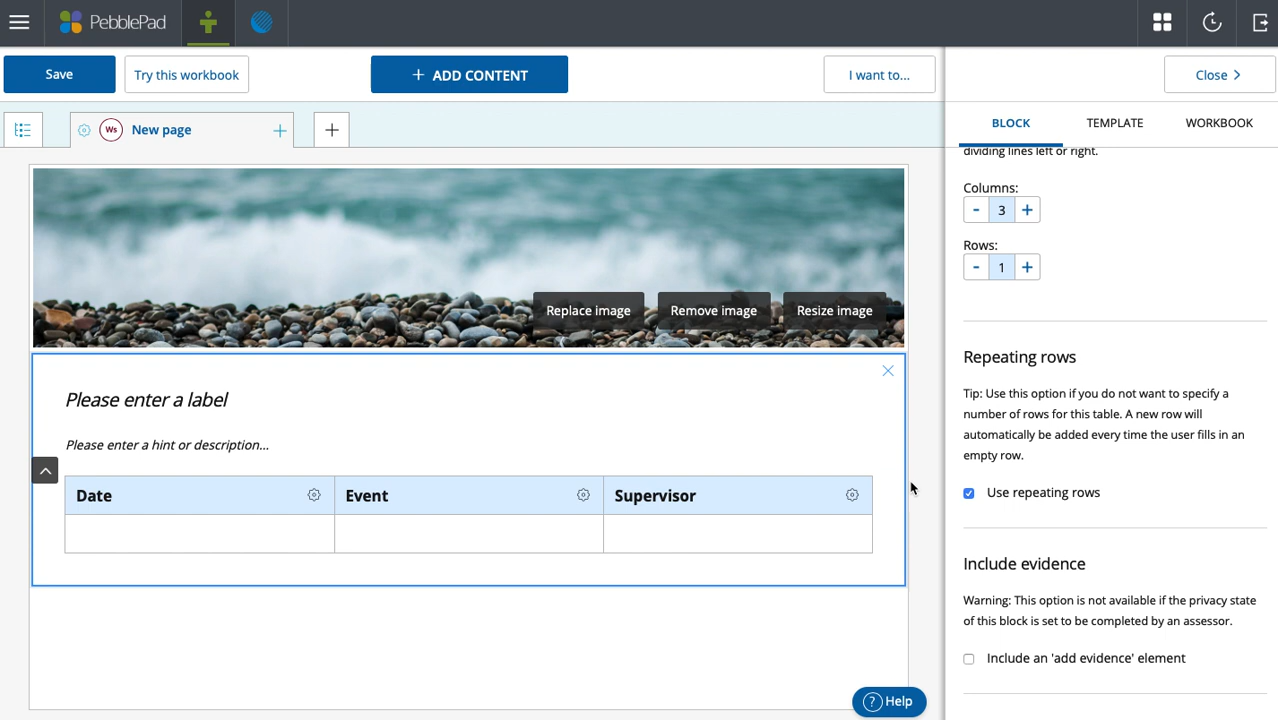 PebblePad
Save
Try this workbook
+ ADD CONTENT
I want to...
Close >
Ws New page
BLOCK
TEMPLATE
WORKBOOK
dividing lines left or right.
Columns:
- 3 +
Rows:
- 1 +
Replace image
Remove image
Resize image
Repeating rows
Tip: Use this option if you do not want to specify a
number of rows for this table. A new row will
automatically be added every time the user fills in an
empty row.
Use repeating rows
Please enter a label
Please enter a hint or description...
Date
Event
Supervisor
Include evidence
Warning: This option is not available if the privacy state
of this block is set to be completed by an assessor.
Include an 'add evidence' element
? Help